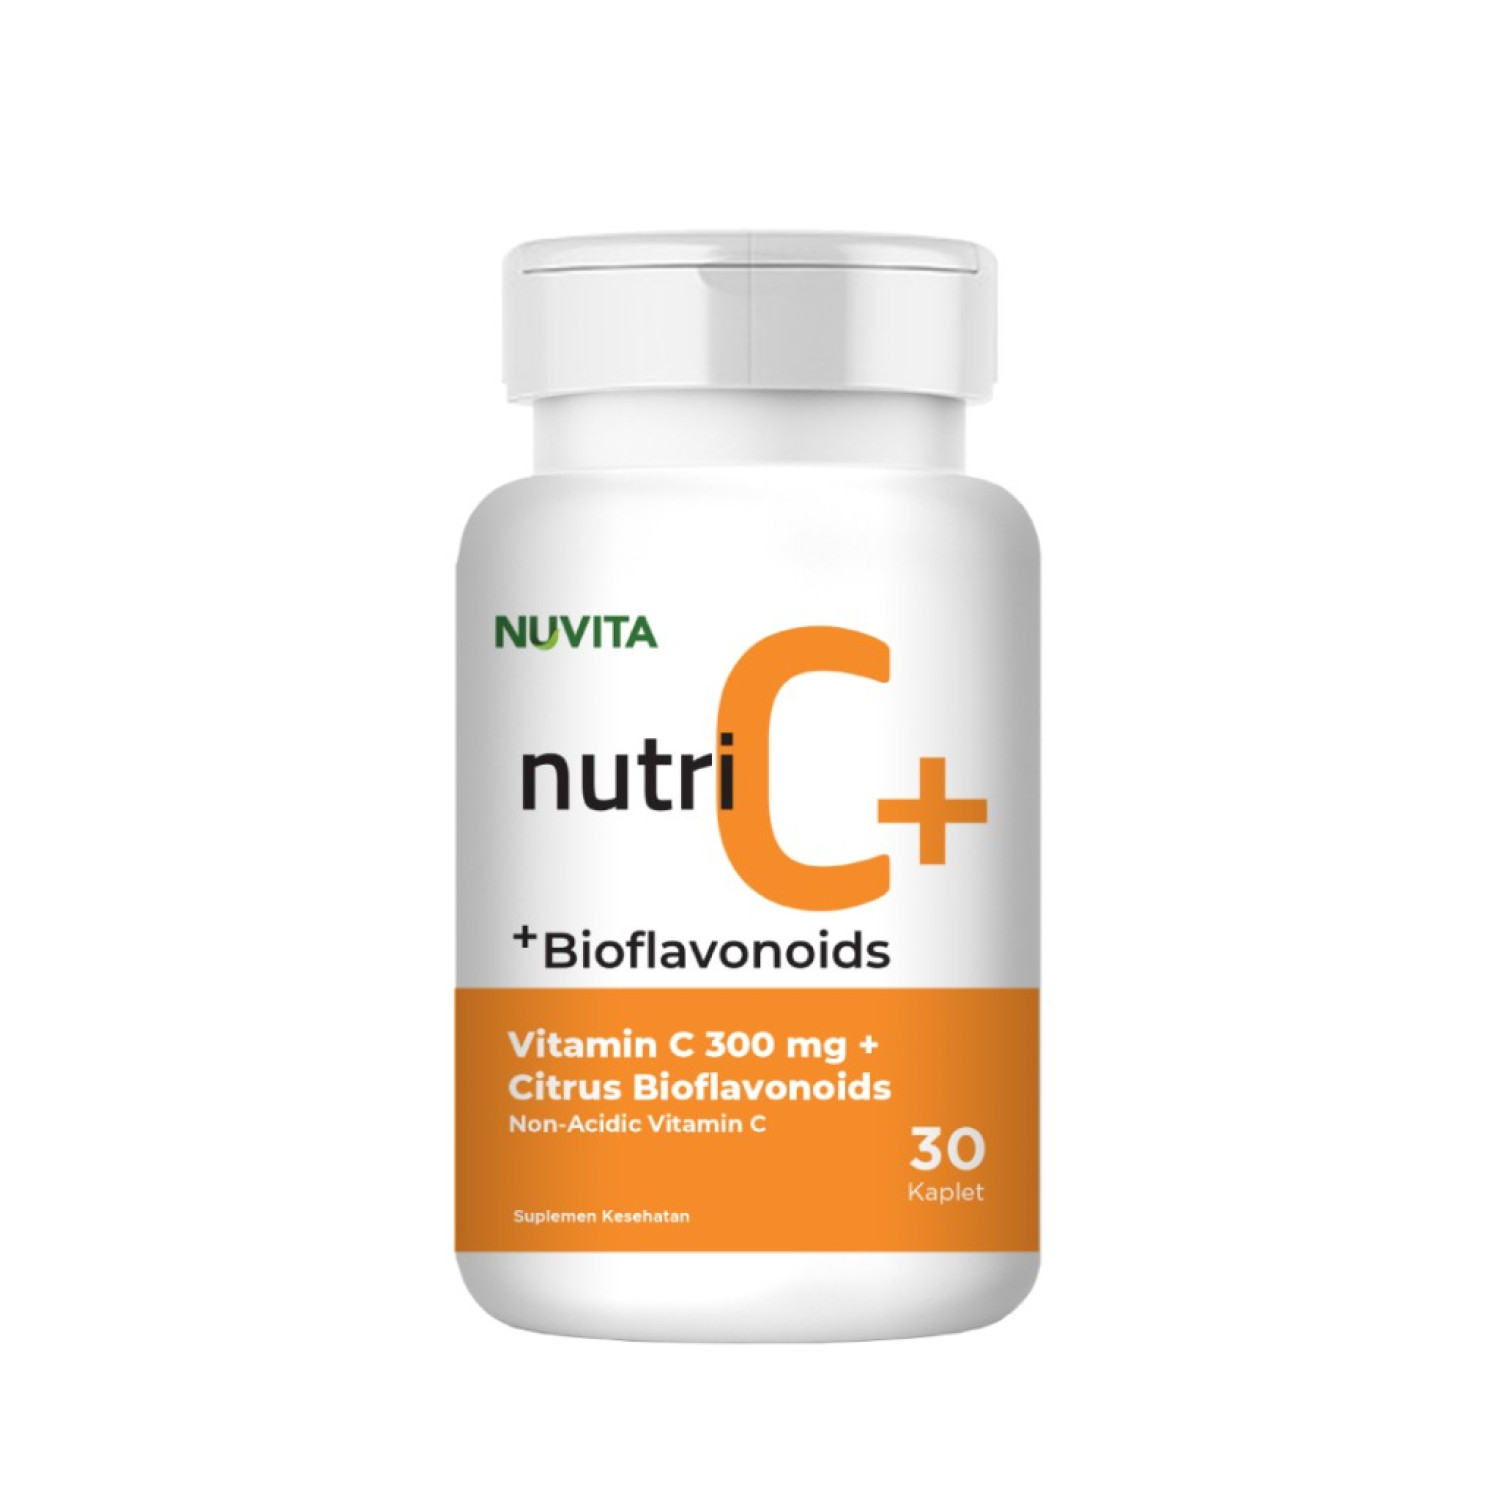 NUVITA
nutriC+
+Bioflavonoids
Vitamin C 300 mg +
Citrus Bioflavonoids
Non-Acidic Vitamin C
30
Kaplet
Suplemen Kesehatan